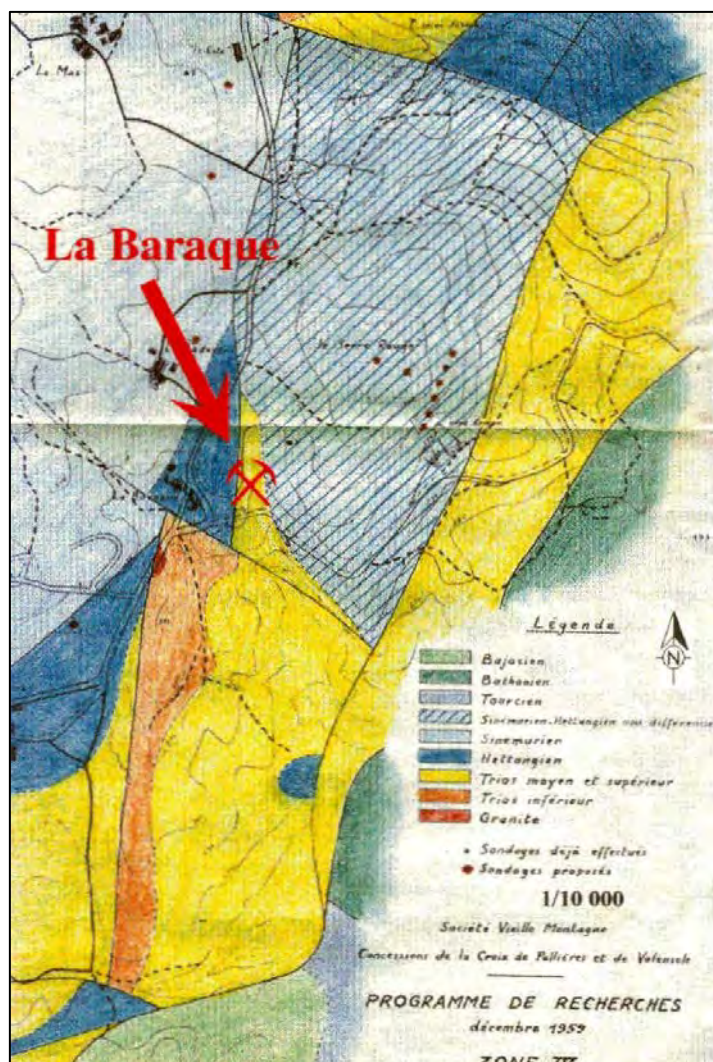 Le Mas
La Baraque
Légende
N
Bajocien
Bathonien
Toarcien
Sinémurien-Hettangien non différencié
Sinémurien
Hettangien
Trias moyen et supérieur
Trias inférieur
Granite
Sondages déjà effectués
Sondages proposés
1/10 000
Société Vieille Montagne
Concessions de la Croix de Pallières et de Valensole
PROGRAMME DE RECHERCHES
décembre 1959
ZONE III